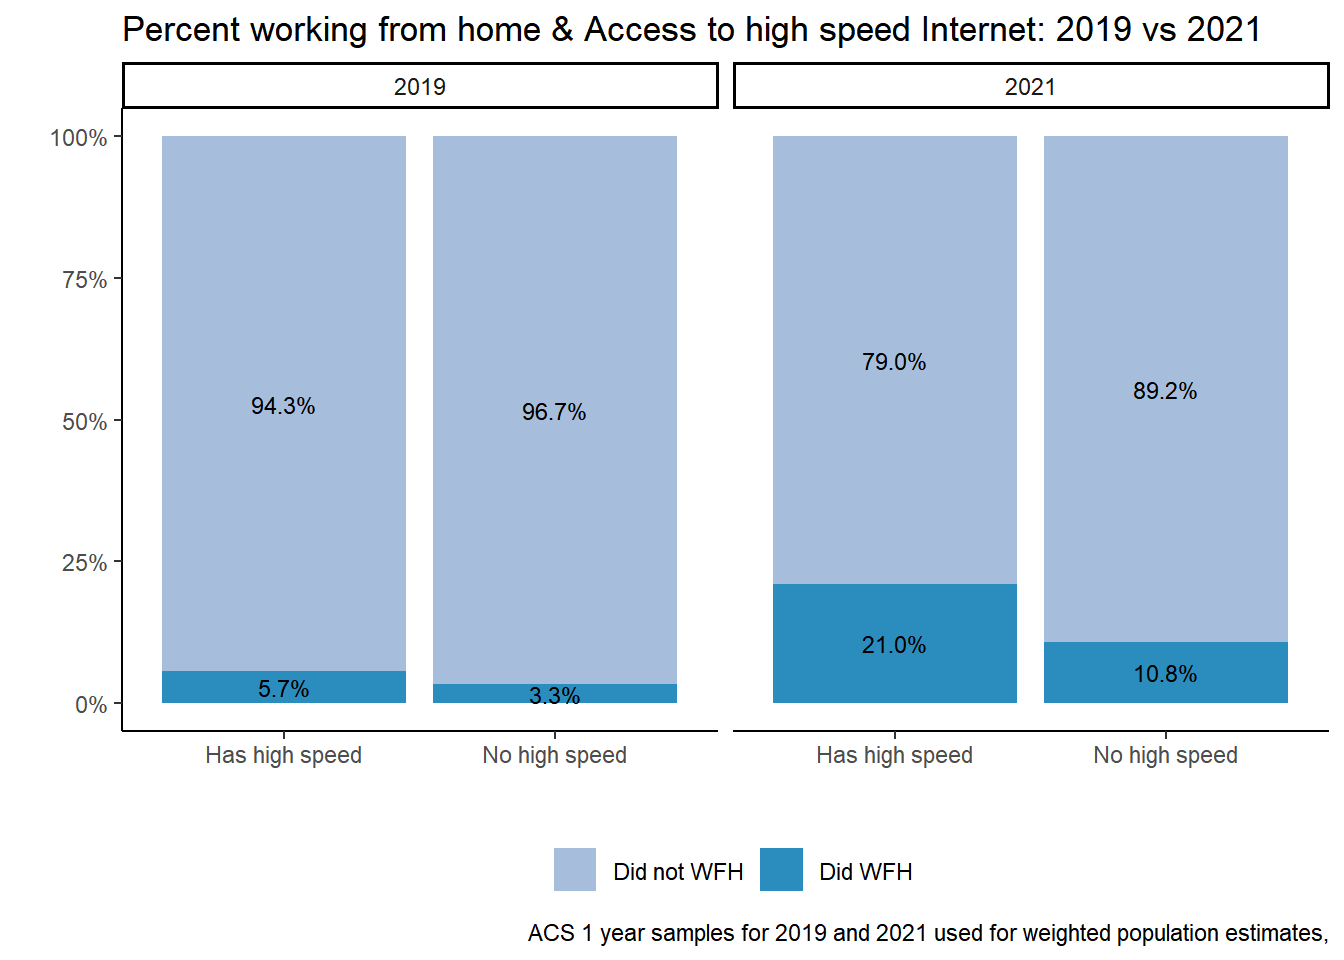 Percent working from home & Access to high speed Internet: 2019 vs 2021
2019
2021
100%
75%
50%
25%
0%
94.3%
96.7%
5.7%
3.3%
79.0%
89.2%
21.0%
10.8%
Has high speed
No high speed
Has high speed
No high speed
Did not WFH
Did WFH
ACS 1 year samples for 2019 and 2021 used for weighted population estimates,